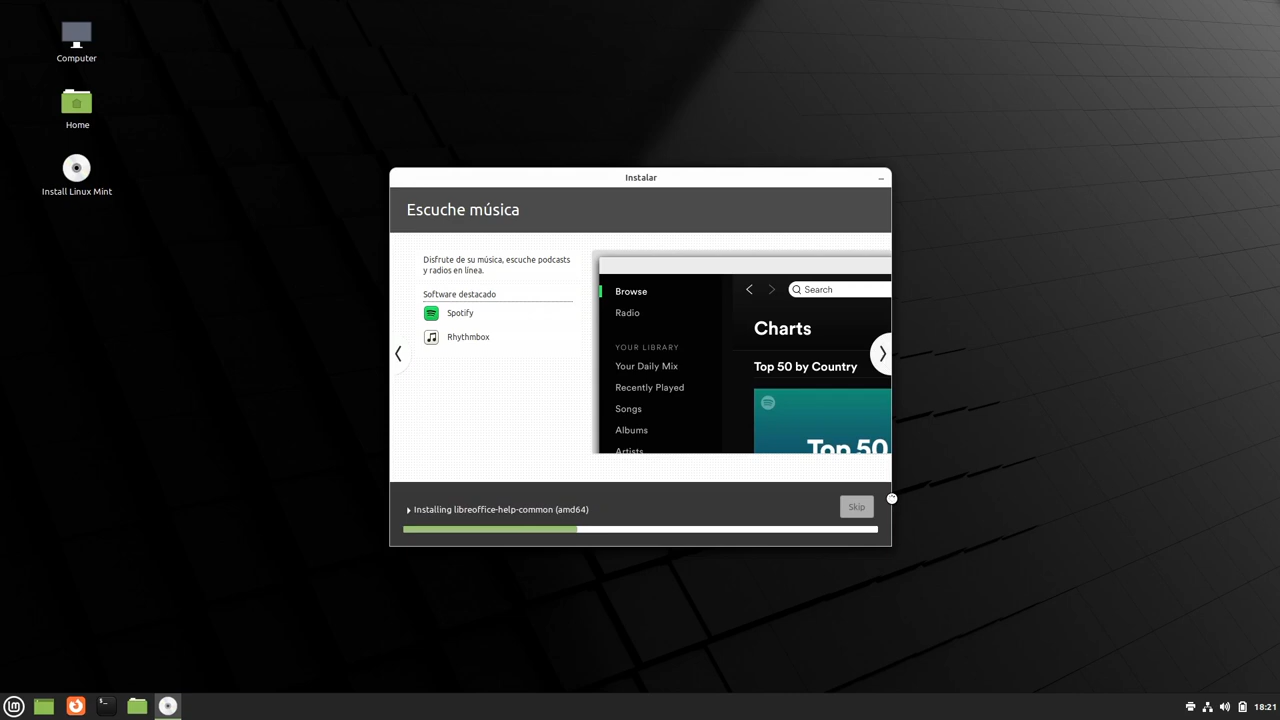 Computer
Home
Install Linux Mint
Instalar
Escuche música
Disfrute de su música, escuche podcasts
y radios en línea.
Software destacado
Spotify
Rhythmbox
Browse
Radio
YOUR LIBRARY
Your Daily Mix
Recently Played
Songs
Albums
Artists
Search
Charts
Top 50 by Country
Top 50
Installing libreoffice-help-common (amd64)
Skip
18:21